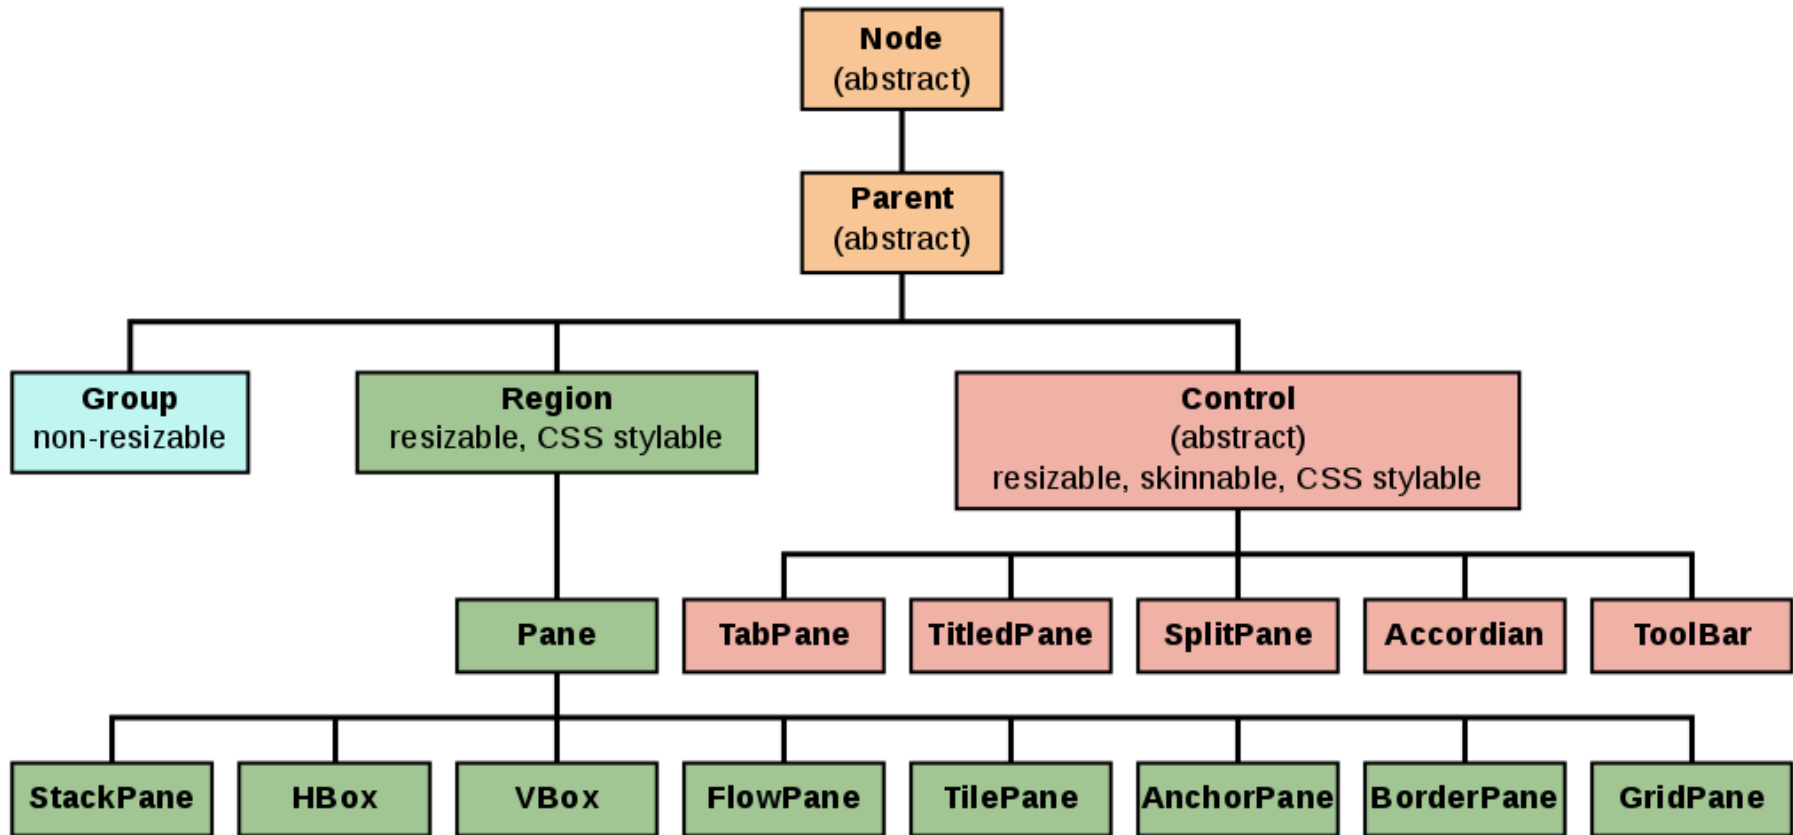 Node
(abstract)
Parent
(abstract)
Group
non-resizable
Region
resizable, CSS stylable
Control
(abstract)
resizable, skinnable, CSS stylable
Pane
TabPane
TitledPane
SplitPane
Accordian
ToolBar
StackPane
HBox
VBox
FlowPane
TilePane
AnchorPane
BorderPane
GridPane